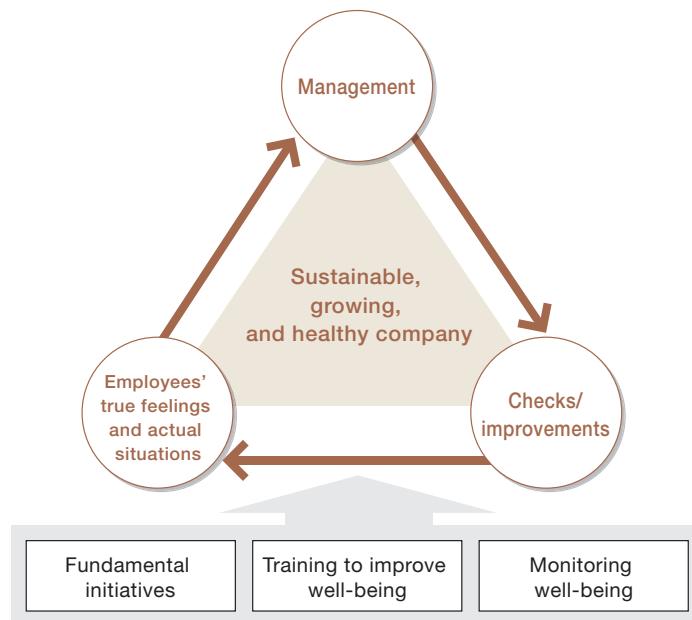 Management
Sustainable,
growing,
and healthy company
Employees’
true feelings
and actual
situations
Checks/
improvements
Fundamental
initiatives
Training to improve
well-being
Monitoring
well-being